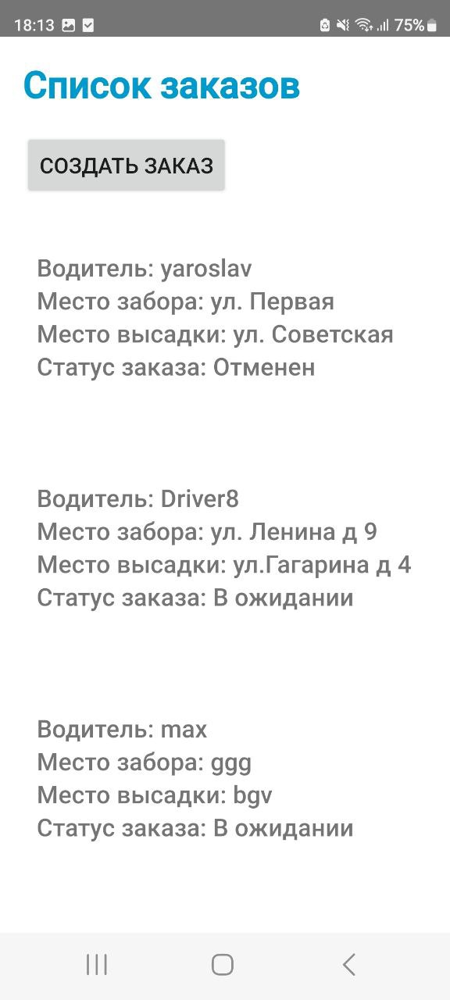 18:13 75%
Список заказов
СОЗДАТЬ ЗАКАЗ
Водитель: yaroslav
Место забора: ул. Первая
Место высадки: ул. Советская
Статус заказа: Отменен
Водитель: Driver8
Место забора: ул. Ленина д 9
Место высадки: ул.Гагарина д 4
Статус заказа: В ожидании
Водитель: max
Место забора: ggg
Место высадки: bgv
Статус заказа: В ожидании